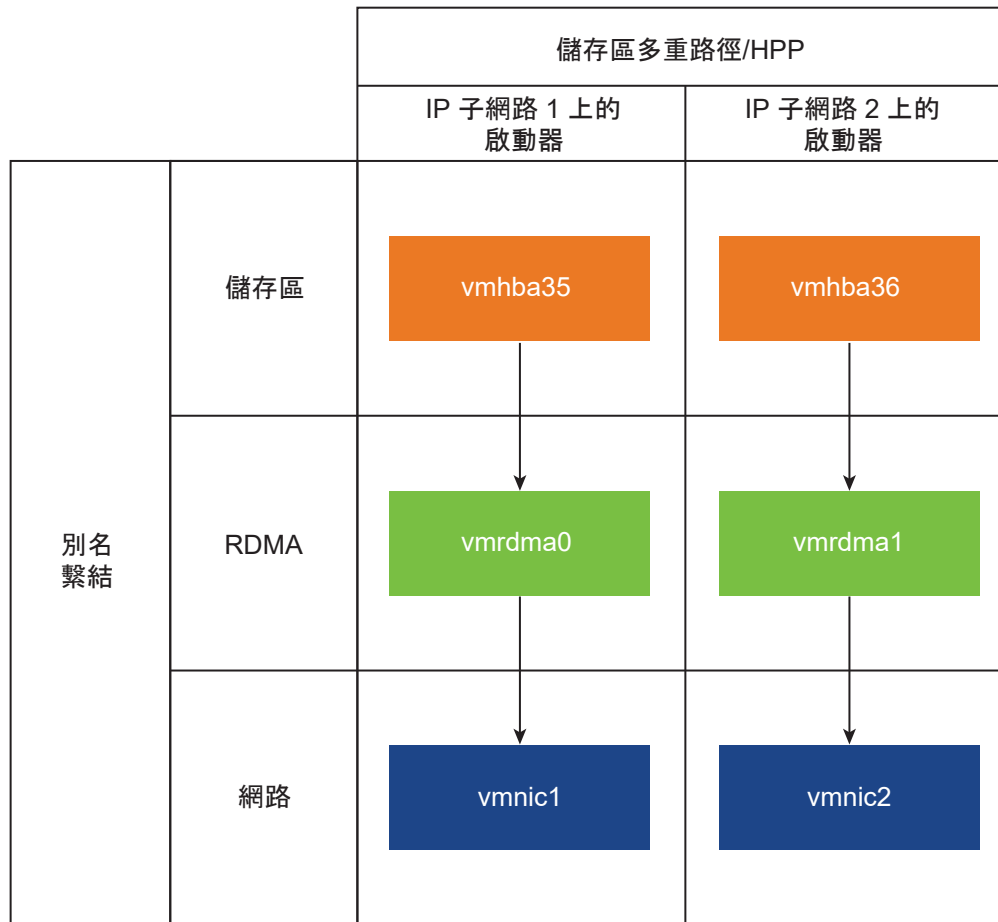 儲存區多重路徑/HPP
IP 子網路 1 上的
啟動器
IP 子網路 2 上的
啟動器
別名
繫結
儲存區
vmhba35
vmhba36
RDMA
vmrdma0
vmrdma1
網路
vmnic1
vmnic2